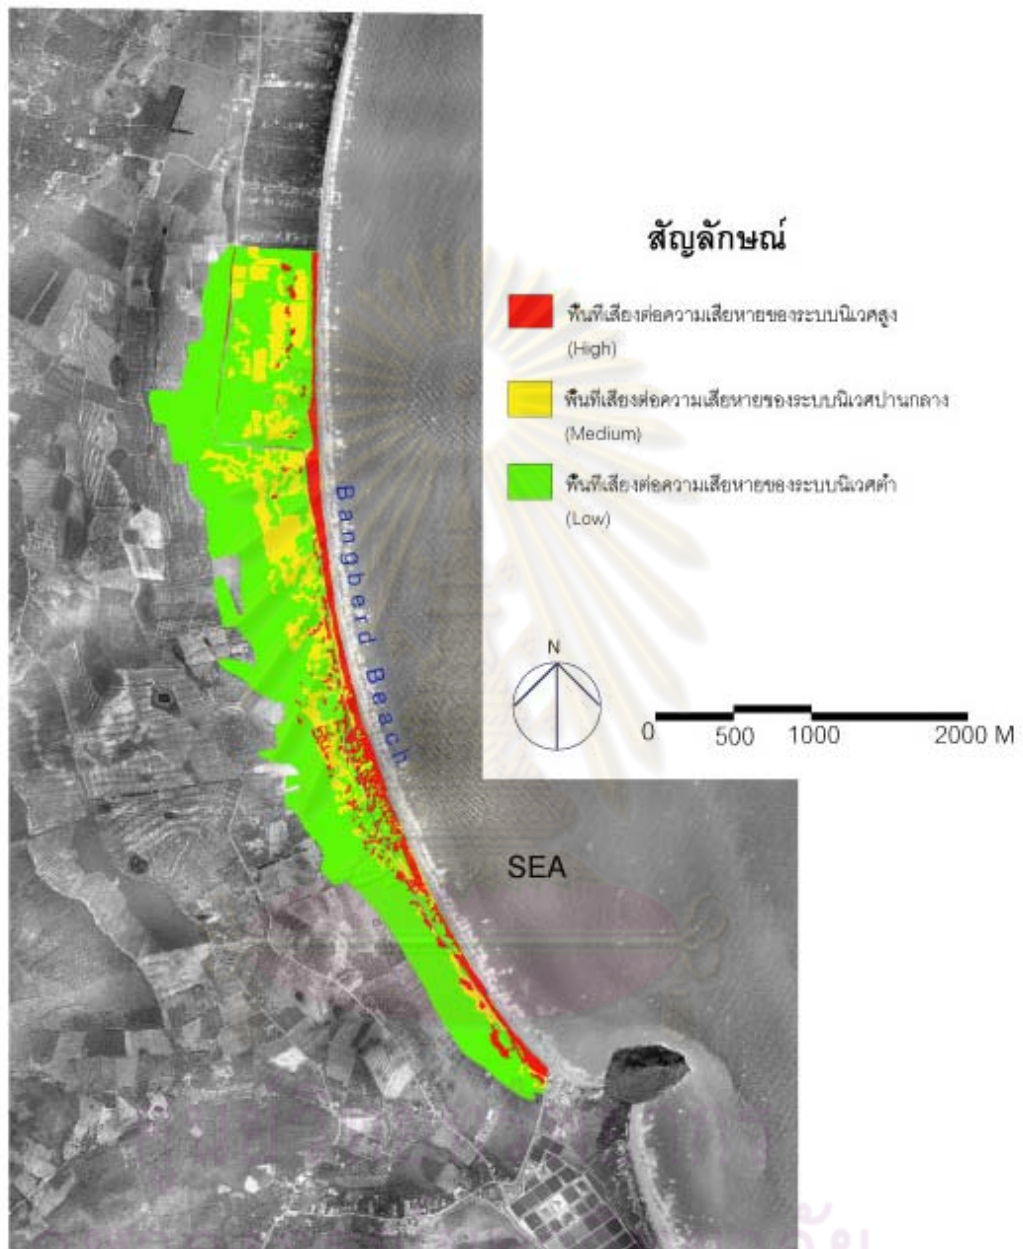 สัญลักษณ์
พื้นที่เสี่ยงต่อความเสียหายของระบบนิเวศสูง
(High)
พื้นที่เสี่ยงต่อความเสียหายของระบบนิเวศปานกลาง
(Medium)
พื้นที่เสี่ยงต่อความเสียหายของระบบนิเวศต่ำ
(Low)
Bangberd Beach
N
0 500 1000 2000 M
SEA